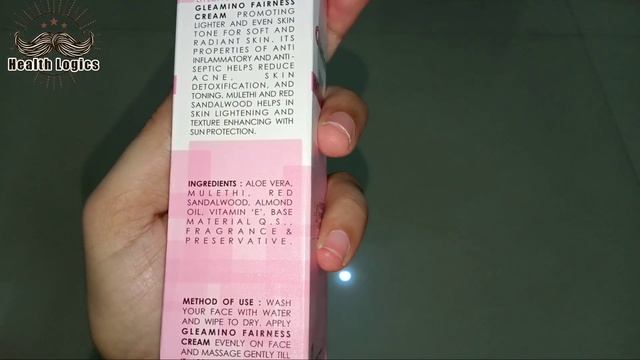 Health Logics
GLEAMINO FAIRNESS
CREAM PROMOTING
LIGHTER AND EVEN SKIN
TONE FOR SOFT AND
RADIANT SKIN. ITS
PROPERTIES OF ANTI
INFLAMMATORY AND ANTI-
SEPTIC HELPS REDUCE
ACNE, SKIN
DETOXIFICATION, AND
TONING. MULETHI AND RED
SANDALWOOD HELPS IN
SKIN LIGHTENING AND
TEXTURE ENHANCING WITH
SUN PROTECTION.
INGREDIENTS : ALOE VERA,
MULETHI, RED
SANDALWOOD, ALMOND
OIL, VITAMIN 'E', BASE
MATERIAL Q.S.,
FRAGRANCE &
PRESERVATIVE.
METHOD OF USE : WASH
YOUR FACE WITH WATER
AND WIPE TO DRY. APPLY
GLEAMINO FAIRNESS
CREAM EVENLY ON FACE
AND MASSAGE GENTLY TILL